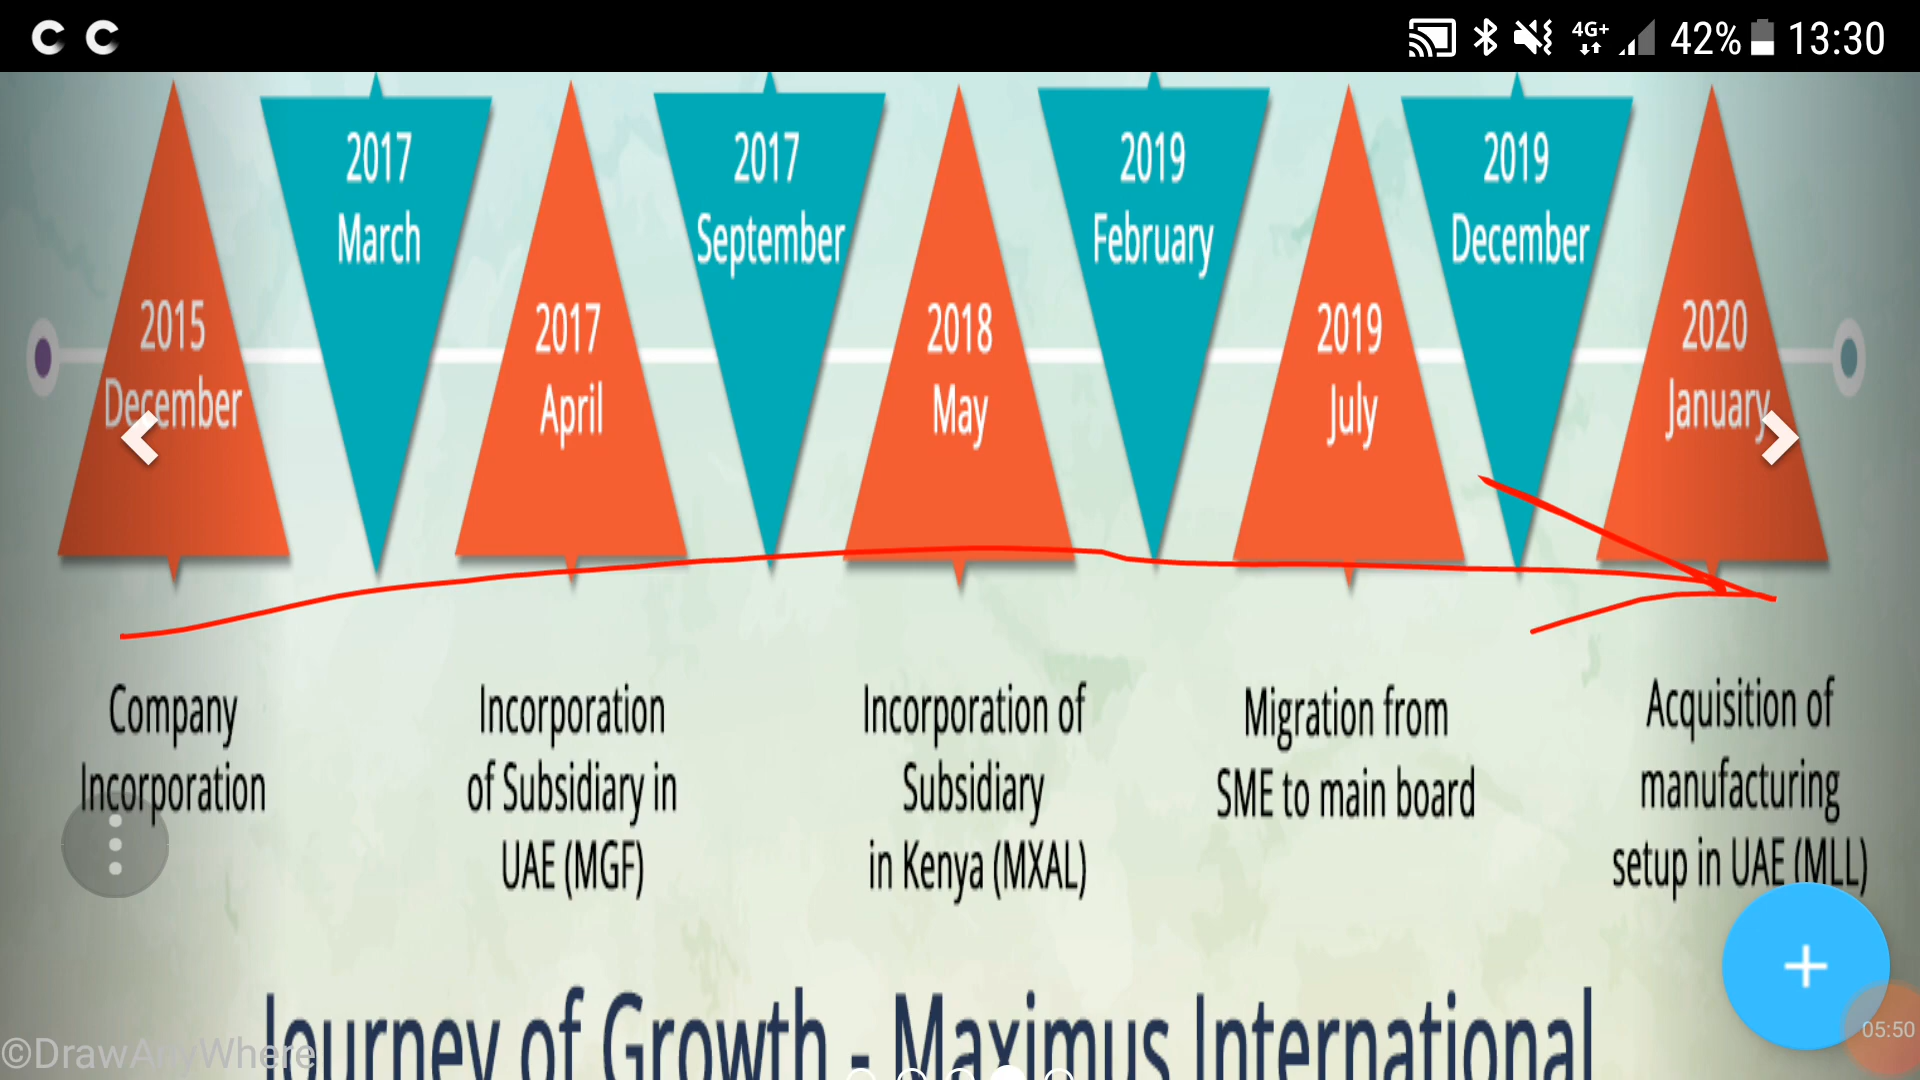 4G+ 42% 13:30
2015
December
2017
March
2017
April
2017
September
2018
May
2019
February
2019
July
2019
December
2020
January
Company
Incorporation
Incorporation
of Subsidiary in
UAE (MGF)
Incorporation of
Subsidiary
in Kenya (MXAL)
Migration from
SME to main board
Acquisition of
manufacturing
setup in UAE (MLL)
05:50
Journey of Growth - Maximus International
©DrawAnyWhere